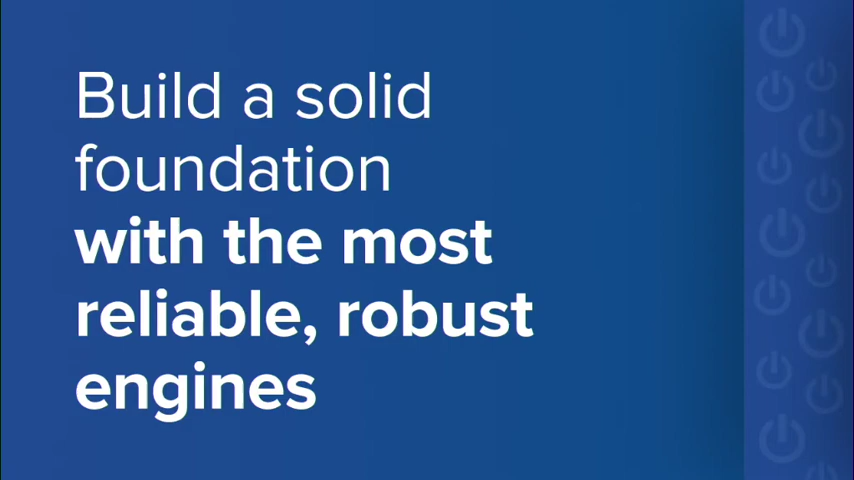 Build a solid
foundation
with the most
reliable, robust
engines